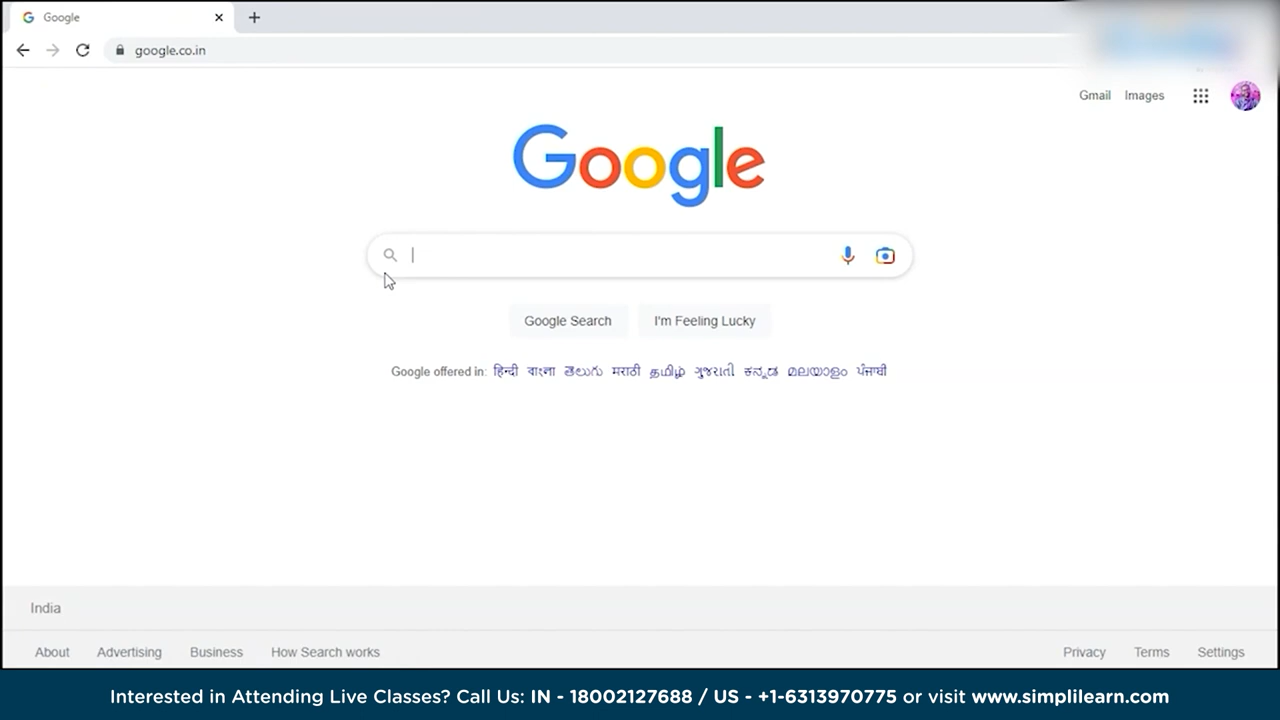 Google
google.co.in
Gmail Images
Google
Google Search I'm Feeling Lucky
Google offered in: हिन्दी বাংলা తెలుగు मराठी தமிழ் ગુજરાતી ಕನ್ನಡ മലയാളം ਪੰਜਾਬੀ
India
About Advertising Business How Search works Privacy Terms Settings
Interested in Attending Live Classes? Call Us: IN - 18002127688 / US - +1-6313970775 or visit www.simplilearn.com